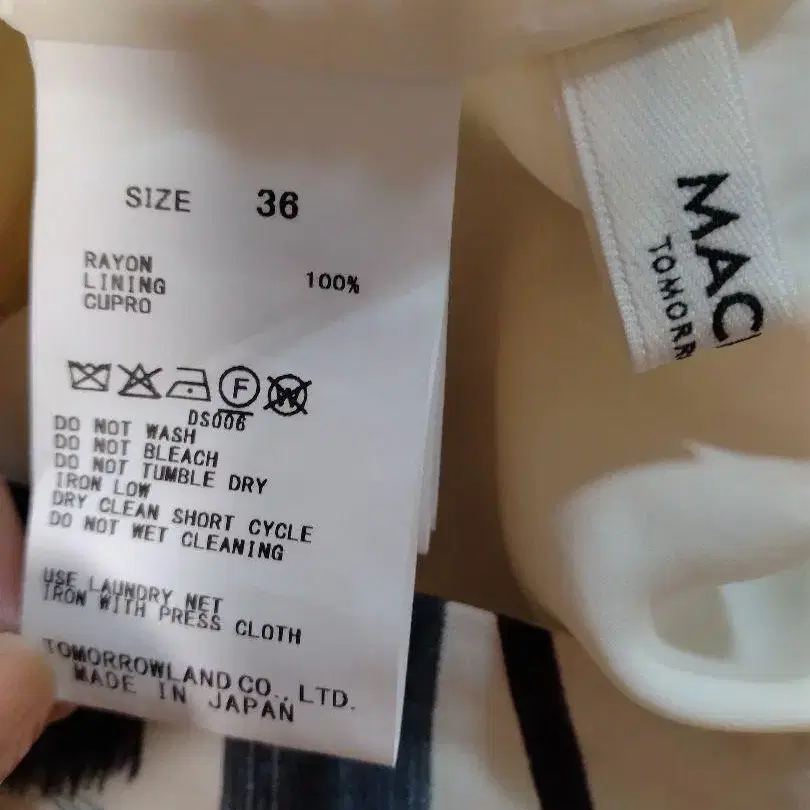 SIZE 36
RAYON
LINING 100%
CUPRO
F W
DS006
DO NOT WASH
DO NOT BLEACH
DO NOT TUMBLE DRY
IRON LOW
DRY CLEAN SHORT CYCLE
DO NOT WET CLEANING
USE LAUNDRY NET
IRON WITH PRESS CLOTH
TOMORROWLAND CO., LTD.
MADE IN JAPAN
MAC
TOMORR